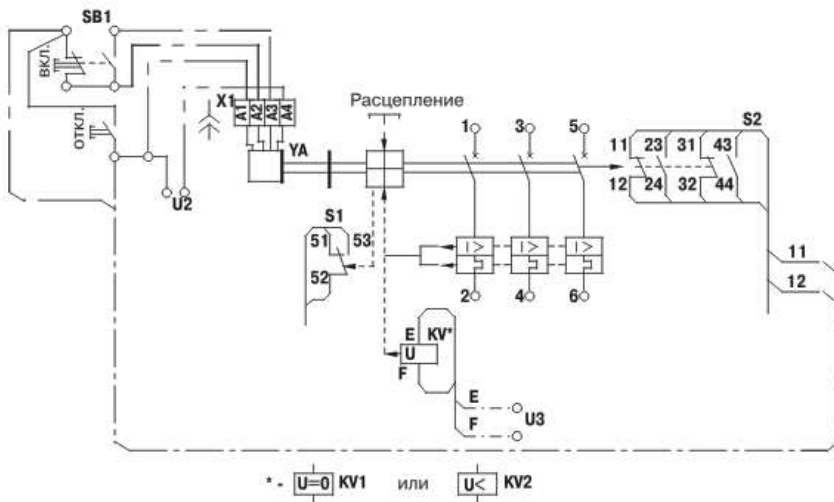 SB1
ВКЛ.
ОТКЛ.
X1
A1 A2 A3 A4
YA
U2
Расцепление
1 3 5
S2
11 23 31 43
12 24 32 44
S1
51 53
52
I> I> I>
2 4 6
11
12
E KV*
U
F
E
F
U3
* - U=0 KV1 или U< KV2